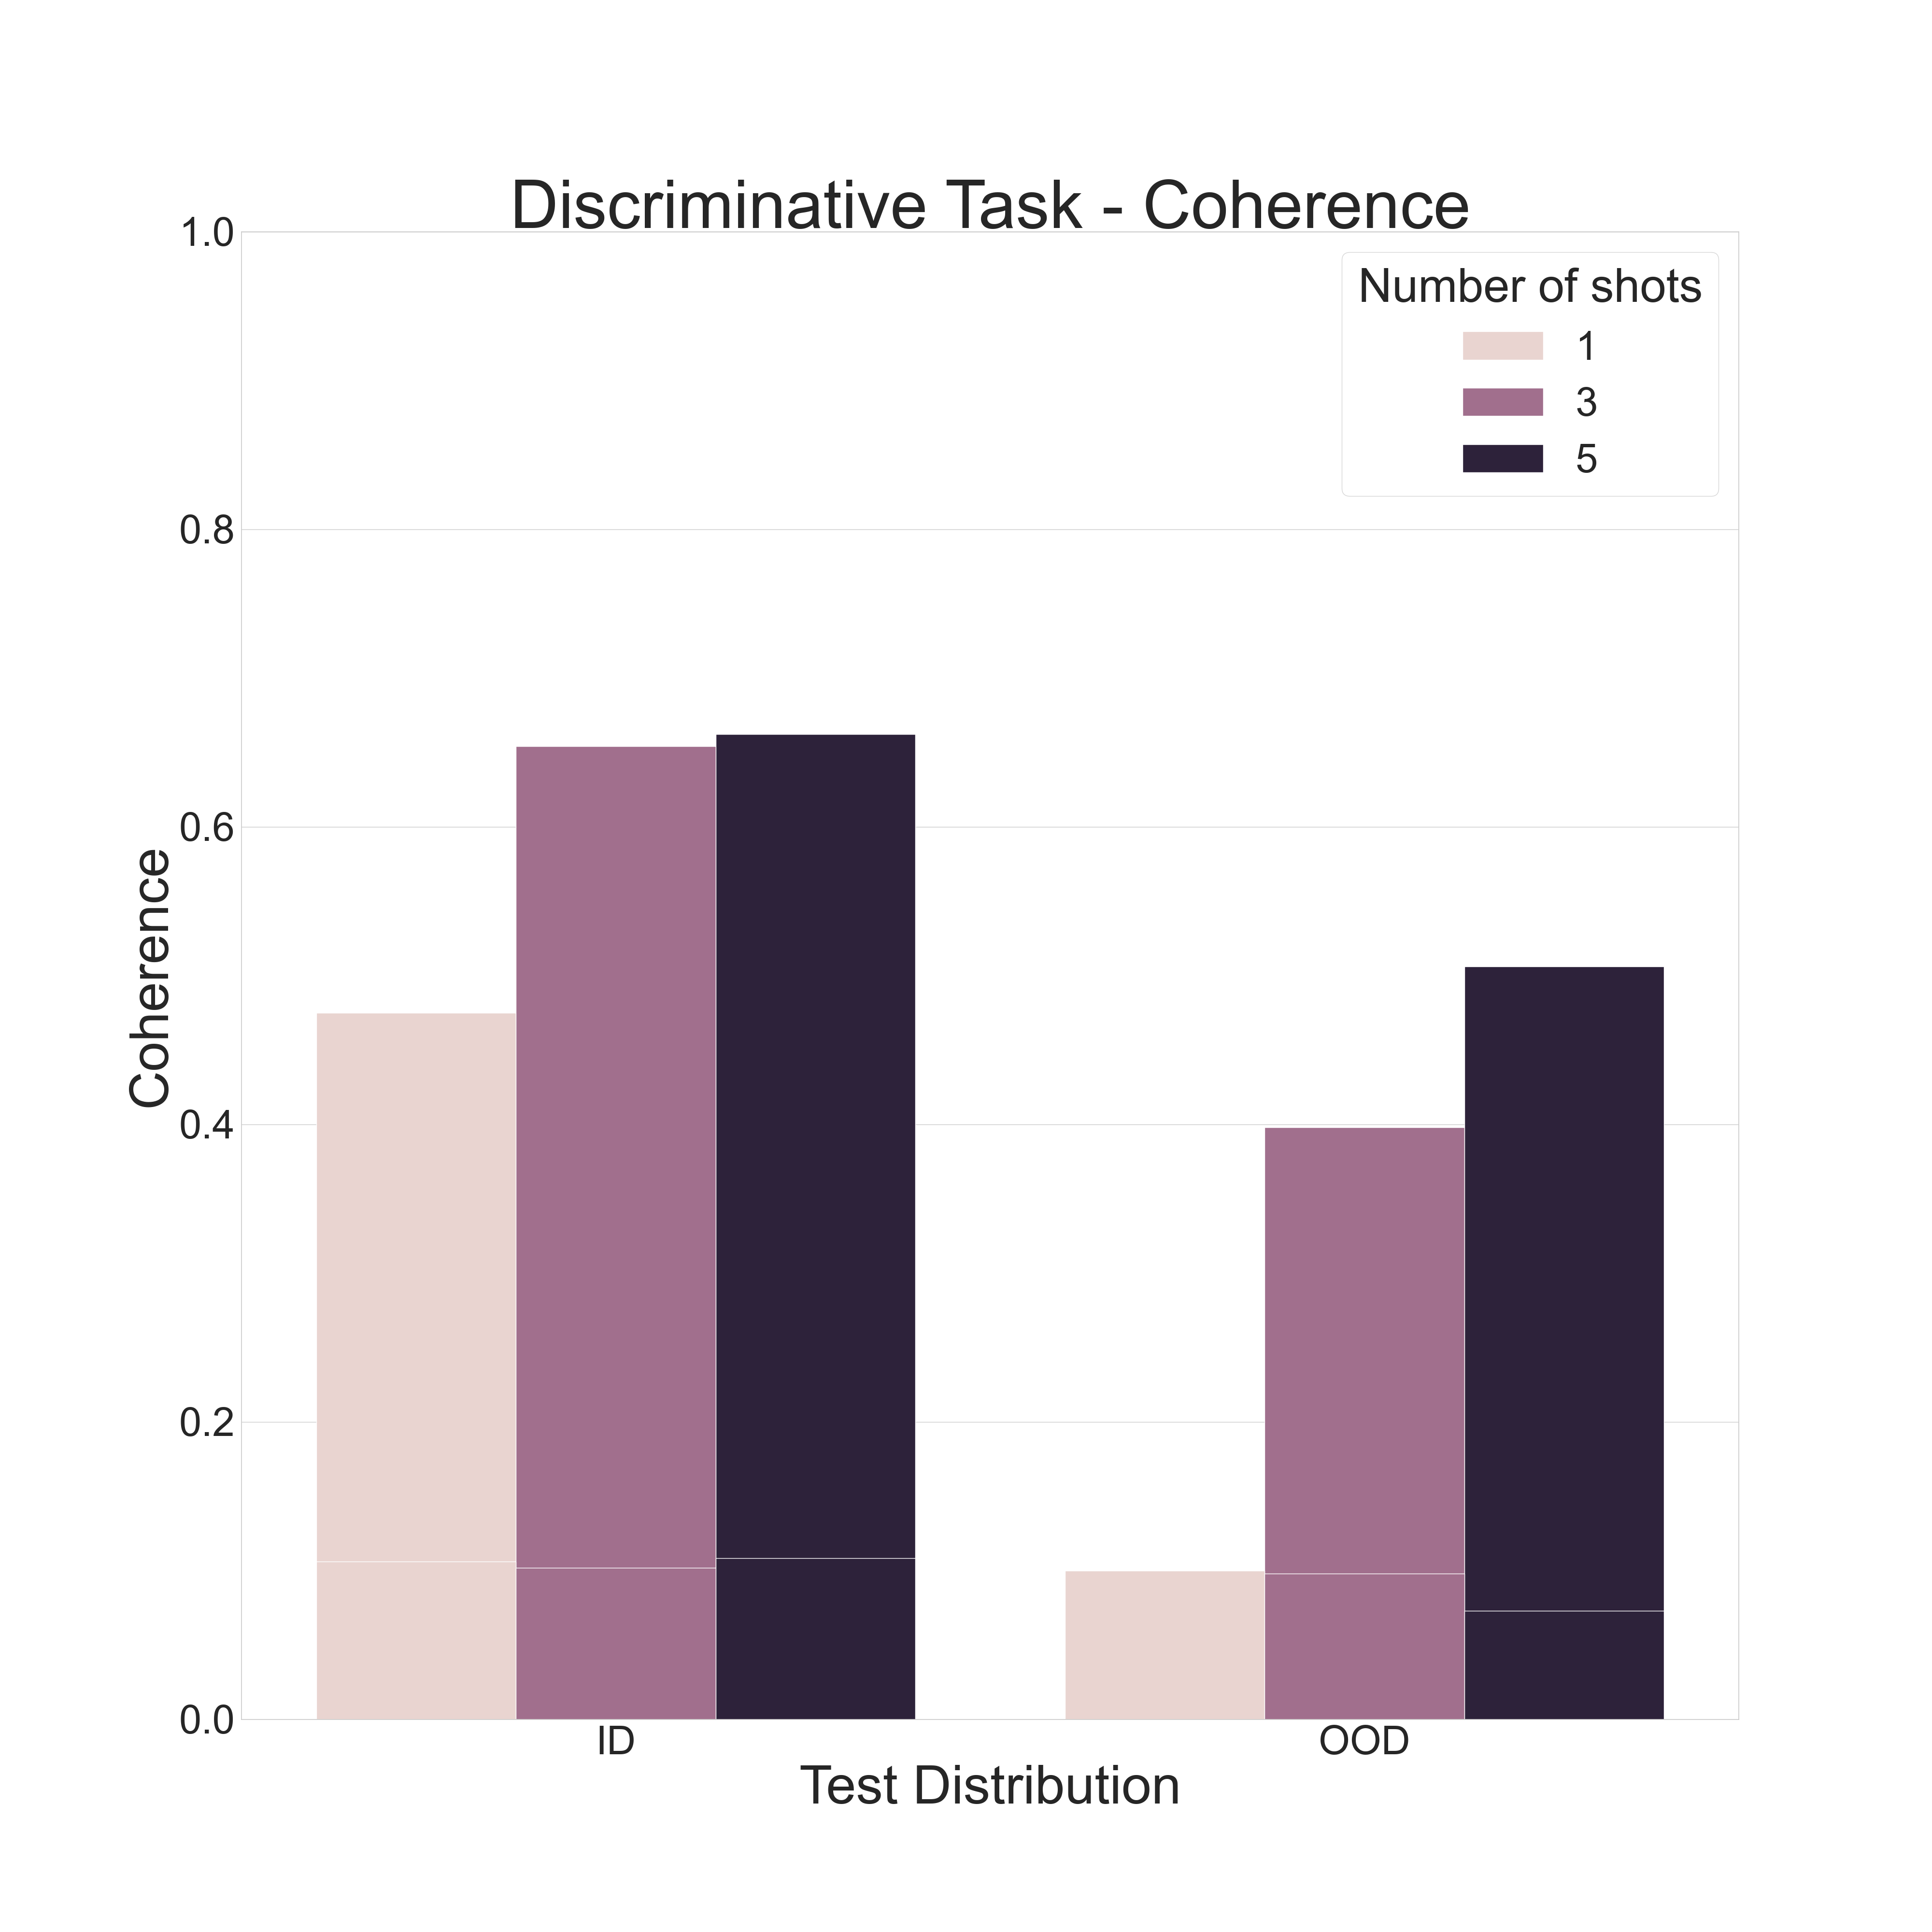 Discriminative Task - Coherence
1.0
0.8
0.6
0.4
0.2
0.0
Coherence
Number of shots
1
3
5
ID
OOD
Test Distribution